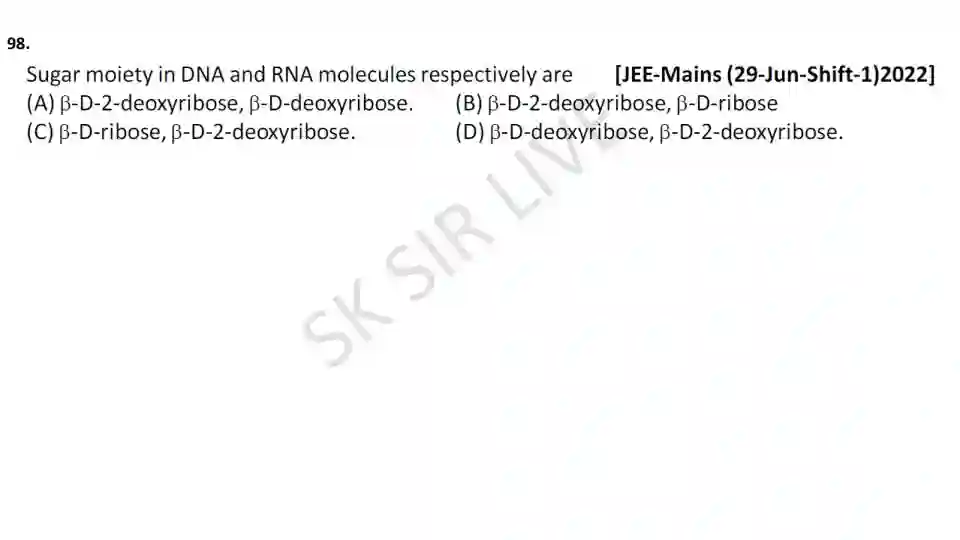 98.
Sugar moiety in DNA and RNA molecules respectively are [JEE-Mains (29-Jun-Shift-1)2022]
(A) β-D-2-deoxyribose, β-D-deoxyribose. (B) β-D-2-deoxyribose, β-D-ribose
(C) β-D-ribose, β-D-2-deoxyribose. (D) β-D-deoxyribose, β-D-2-deoxyribose.
SK SIR LIVE